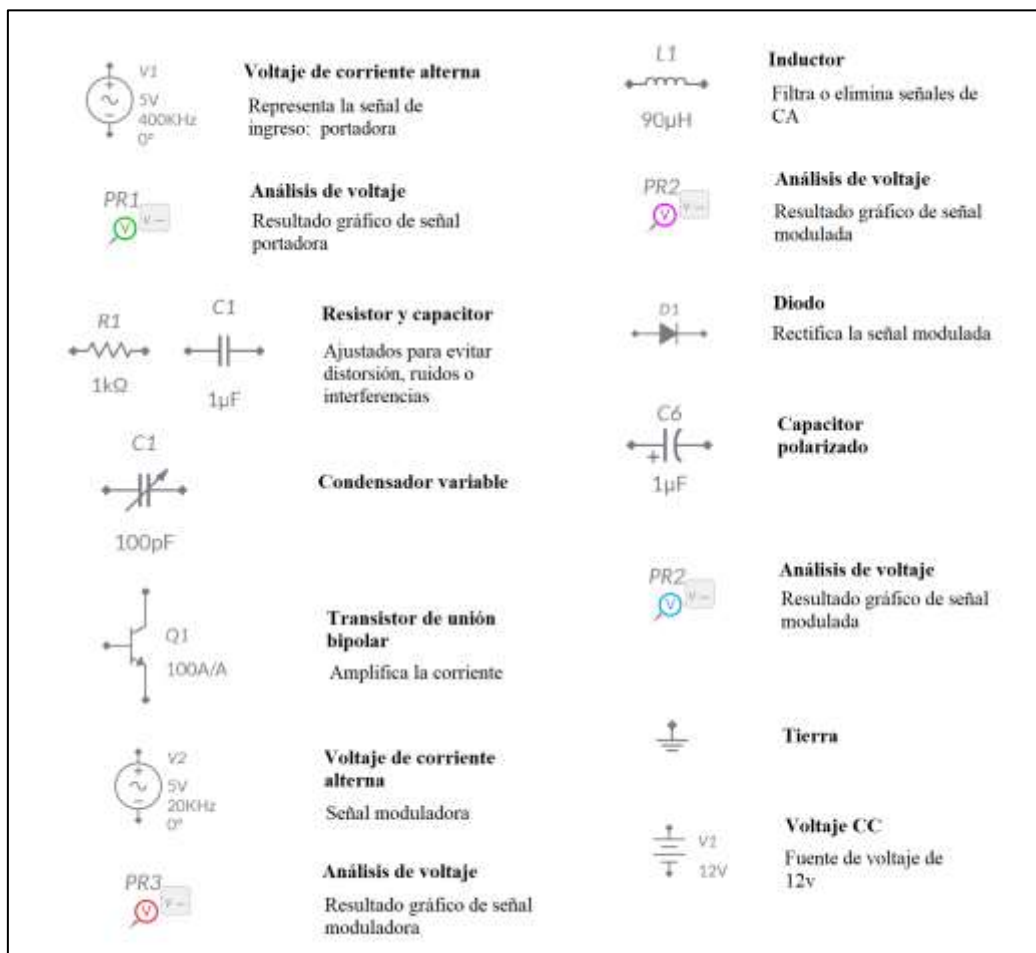 V1
5V
400KHz
0°
Voltaje de corriente alterna
Representa la señal de
ingreso: portadora
PR1
V
V
Análisis de voltaje
Resultado gráfico de señal
portadora
R1
1kΩ
C1
1µF
Resistor y capacitor
Ajustados para evitar
distorsión, ruidos o
interferencias
C1
100pF
Condensador variable
Q1
100A/A
Transistor de unión
bipolar
Amplifica la corriente
V2
5V
20KHz
0°
Voltaje de corriente
alterna
Señal moduladora
PR3
V
V
Análisis de voltaje
Resultado gráfico de señal
moduladora
L1
90µH
Inductor
Filtra o elimina señales de
CA
PR2
V
V
Análisis de voltaje
Resultado gráfico de señal
modulada
D1
Diodo
Rectifica la señal modulada
C6
+
1µF
Capacitor
polarizado
PR2
V
V
Análisis de voltaje
Resultado gráfico de señal
modulada
Tierra
V1
12V
Voltaje CC
Fuente de voltaje de
12v